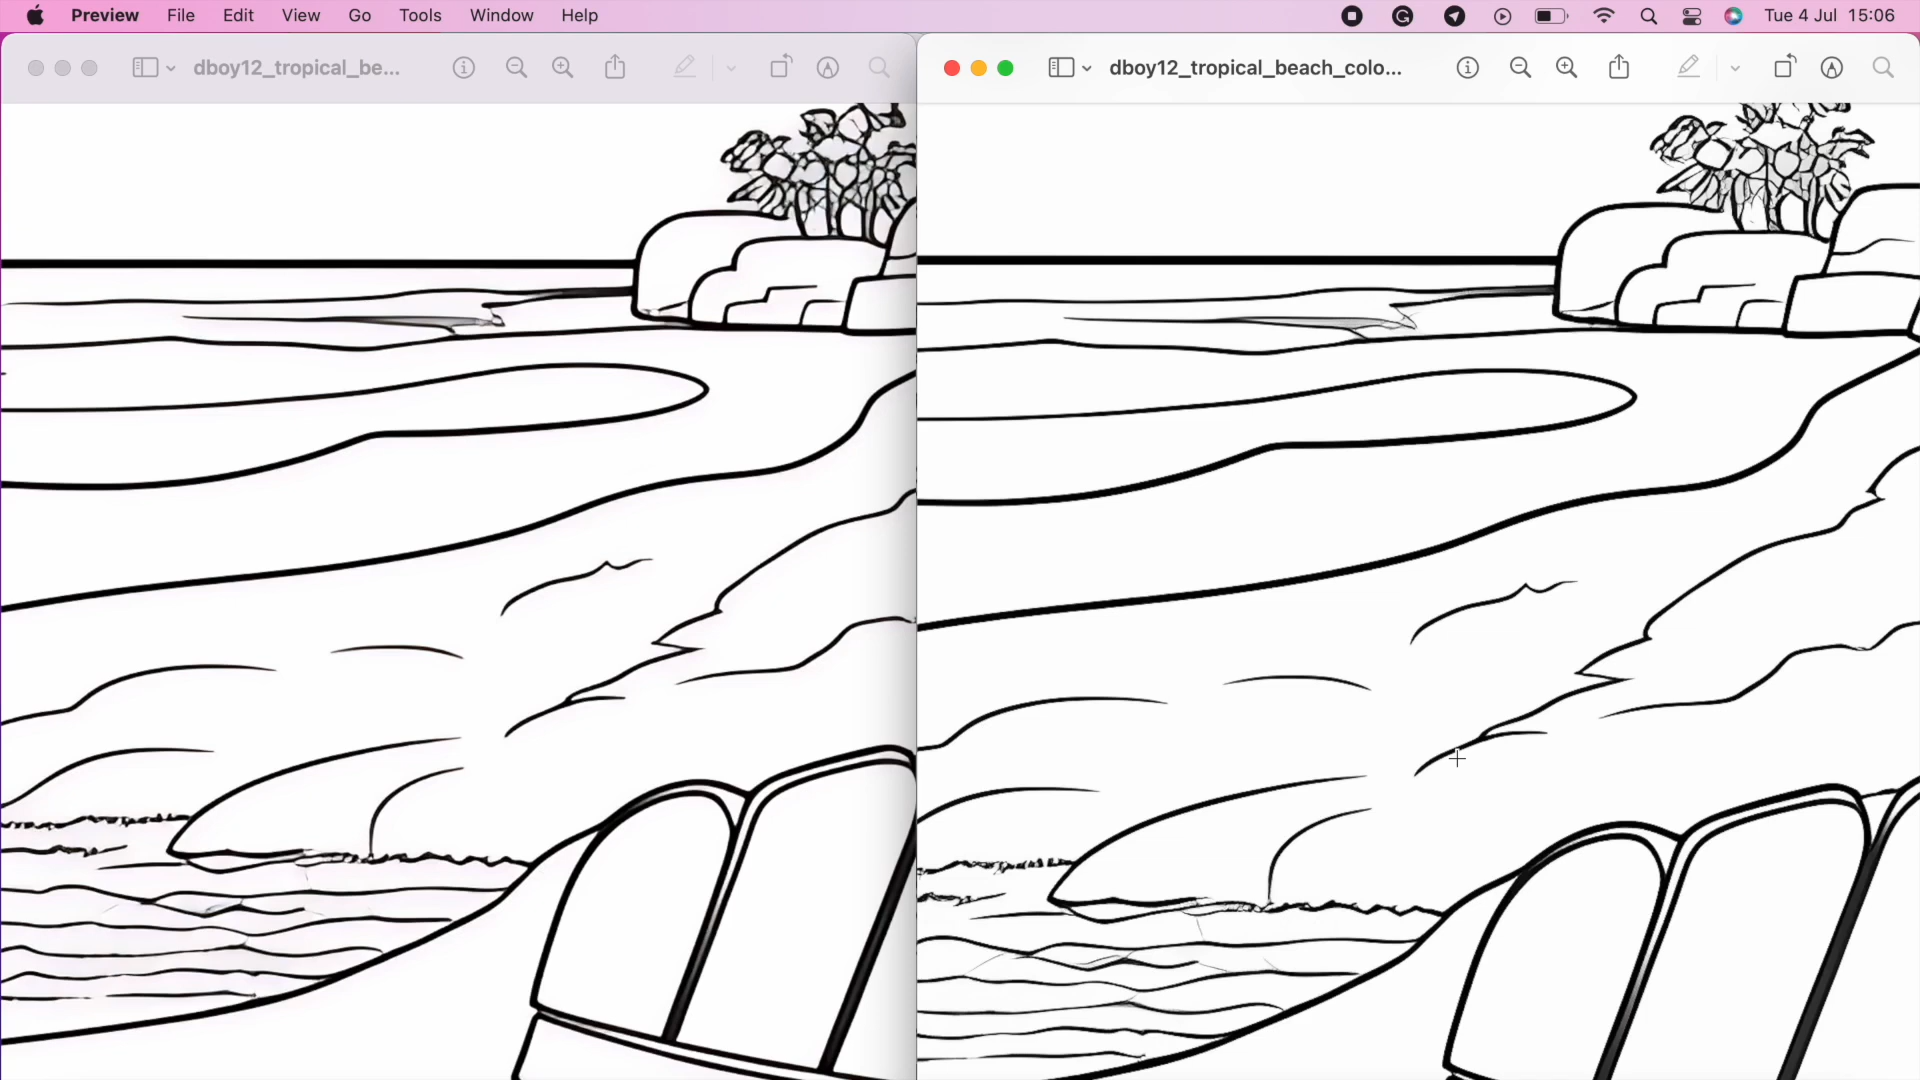 Preview File Edit View Go Tools Window Help Tue 4 Jul 15:06
dboy12_tropical_be...
dboy12_tropical_beach_colo...